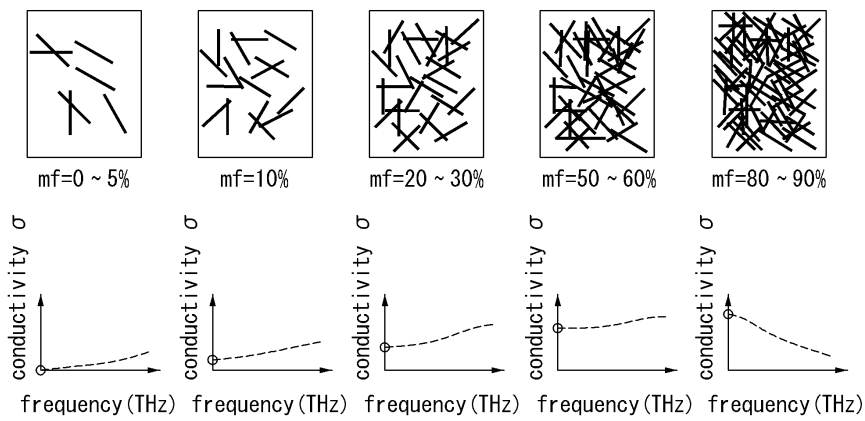 mf=0 ~ 5%
mf=10%
mf=20 ~ 30%
mf=50 ~ 60%
mf=80 ~ 90%
conductivity σ
conductivity σ
conductivity σ
conductivity σ
conductivity σ
frequency(THz)
frequency(THz)
frequency(THz)
frequency(THz)
frequency(THz)